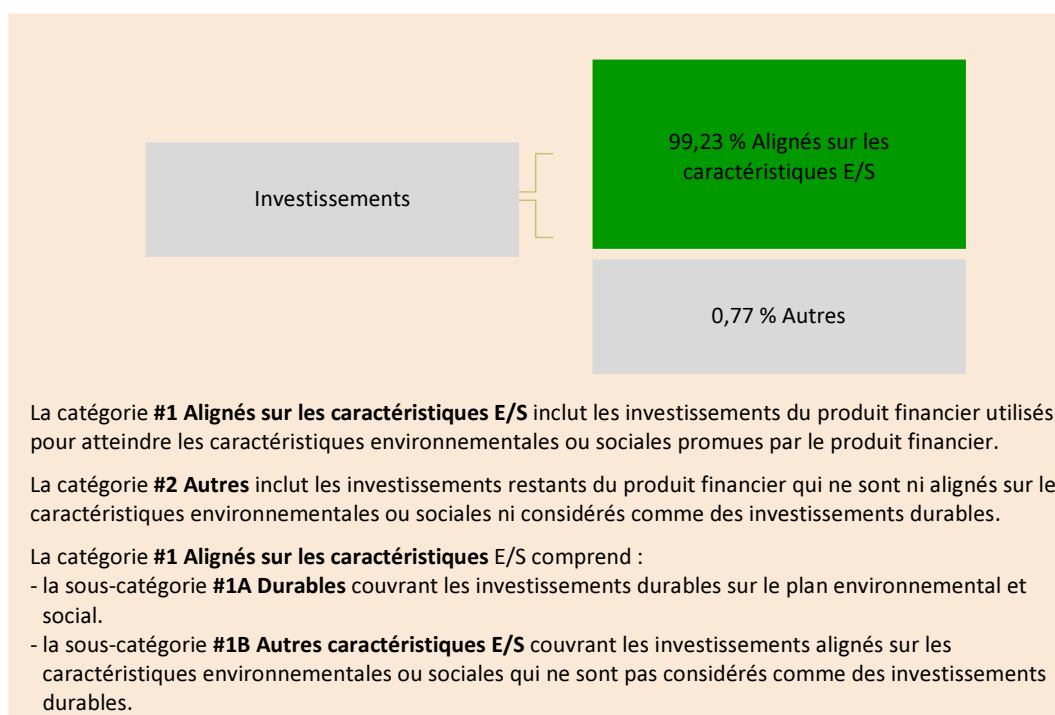 99,23 % Alignés sur les
caractéristiques E/S
Investissements
0,77 % Autres
La catégorie #1 Alignés sur les caractéristiques E/S inclut les investissements du produit financier utilisés
pour atteindre les caractéristiques environnementales ou sociales promues par le produit financier.
La catégorie #2 Autres inclut les investissements restants du produit financier qui ne sont ni alignés sur le
caractéristiques environnementales ou sociales ni considérés comme des investissements durables.
La catégorie #1 Alignés sur les caractéristiques E/S comprend :
- la sous-catégorie #1A Durables couvrant les investissements durables sur le plan environnemental et
social.
- la sous-catégorie #1B Autres caractéristiques E/S couvrant les investissements alignés sur les
caractéristiques environnementales ou sociales qui ne sont pas considérés comme des investissements
durables.